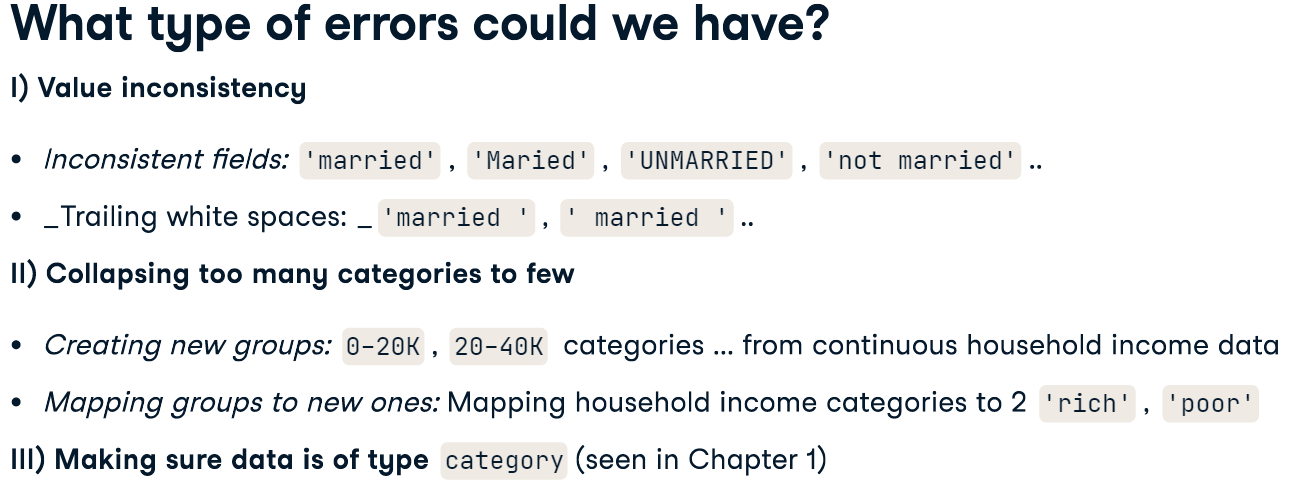 What type of errors could we have?
I) Value inconsistency
• Inconsistent fields: 'married' , 'Maried' , 'UNMARRIED' , 'not married' ..
• _Trailing white spaces: _ 'married ' , ' married ' ..
II) Collapsing too many categories to few
• Creating new groups: 0-20K , 20-40K categories ... from continuous household income data
• Mapping groups to new ones: Mapping household income categories to 2 'rich' , 'poor'
III) Making sure data is of type category (seen in Chapter 1)